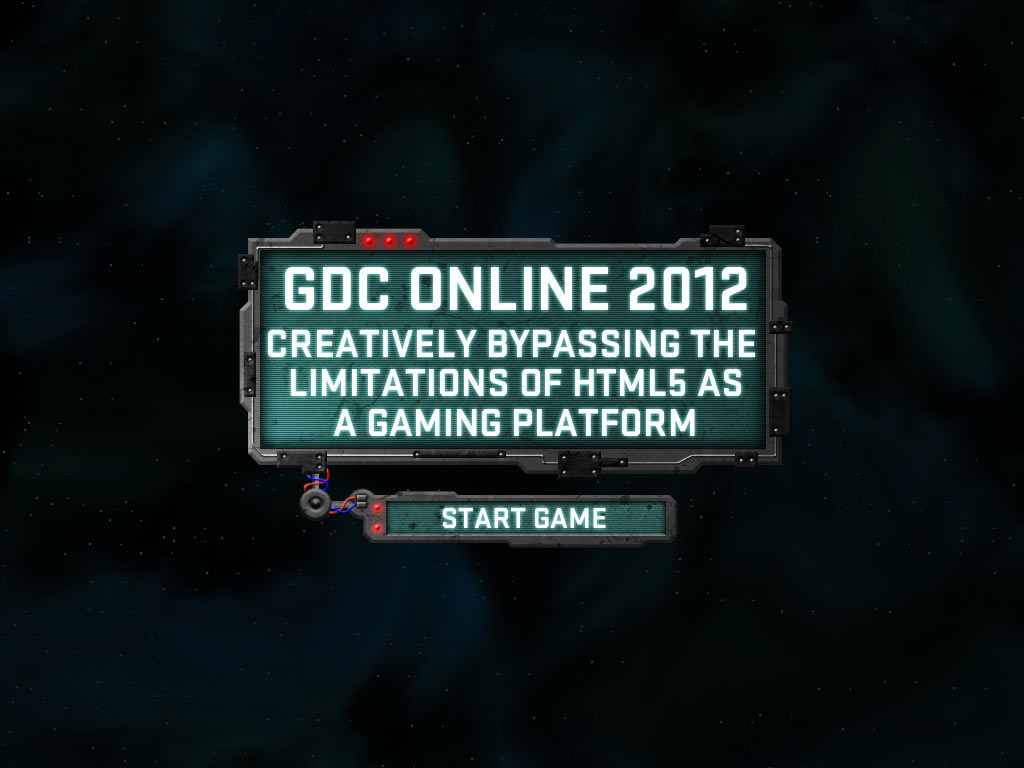 GDC ONLINE 2012
CREATIVELY BYPASSING THE
LIMITATIONS OF HTML5 AS
A GAMING PLATFORM
START GAME